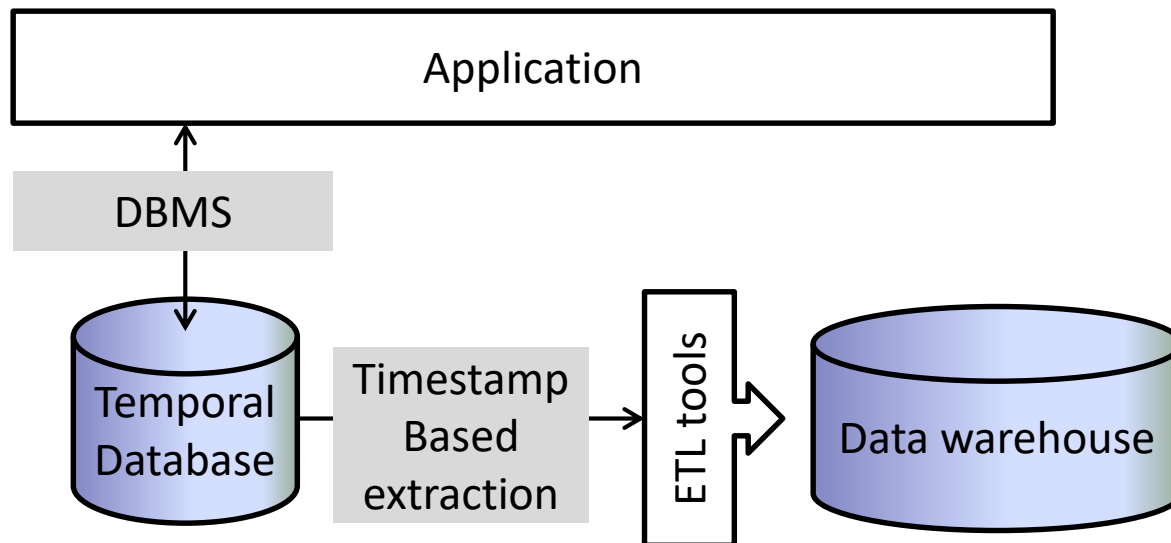 Application
DBMS
Temporal
Database
Timestamp
Based
extraction
ETL tools
Data warehouse